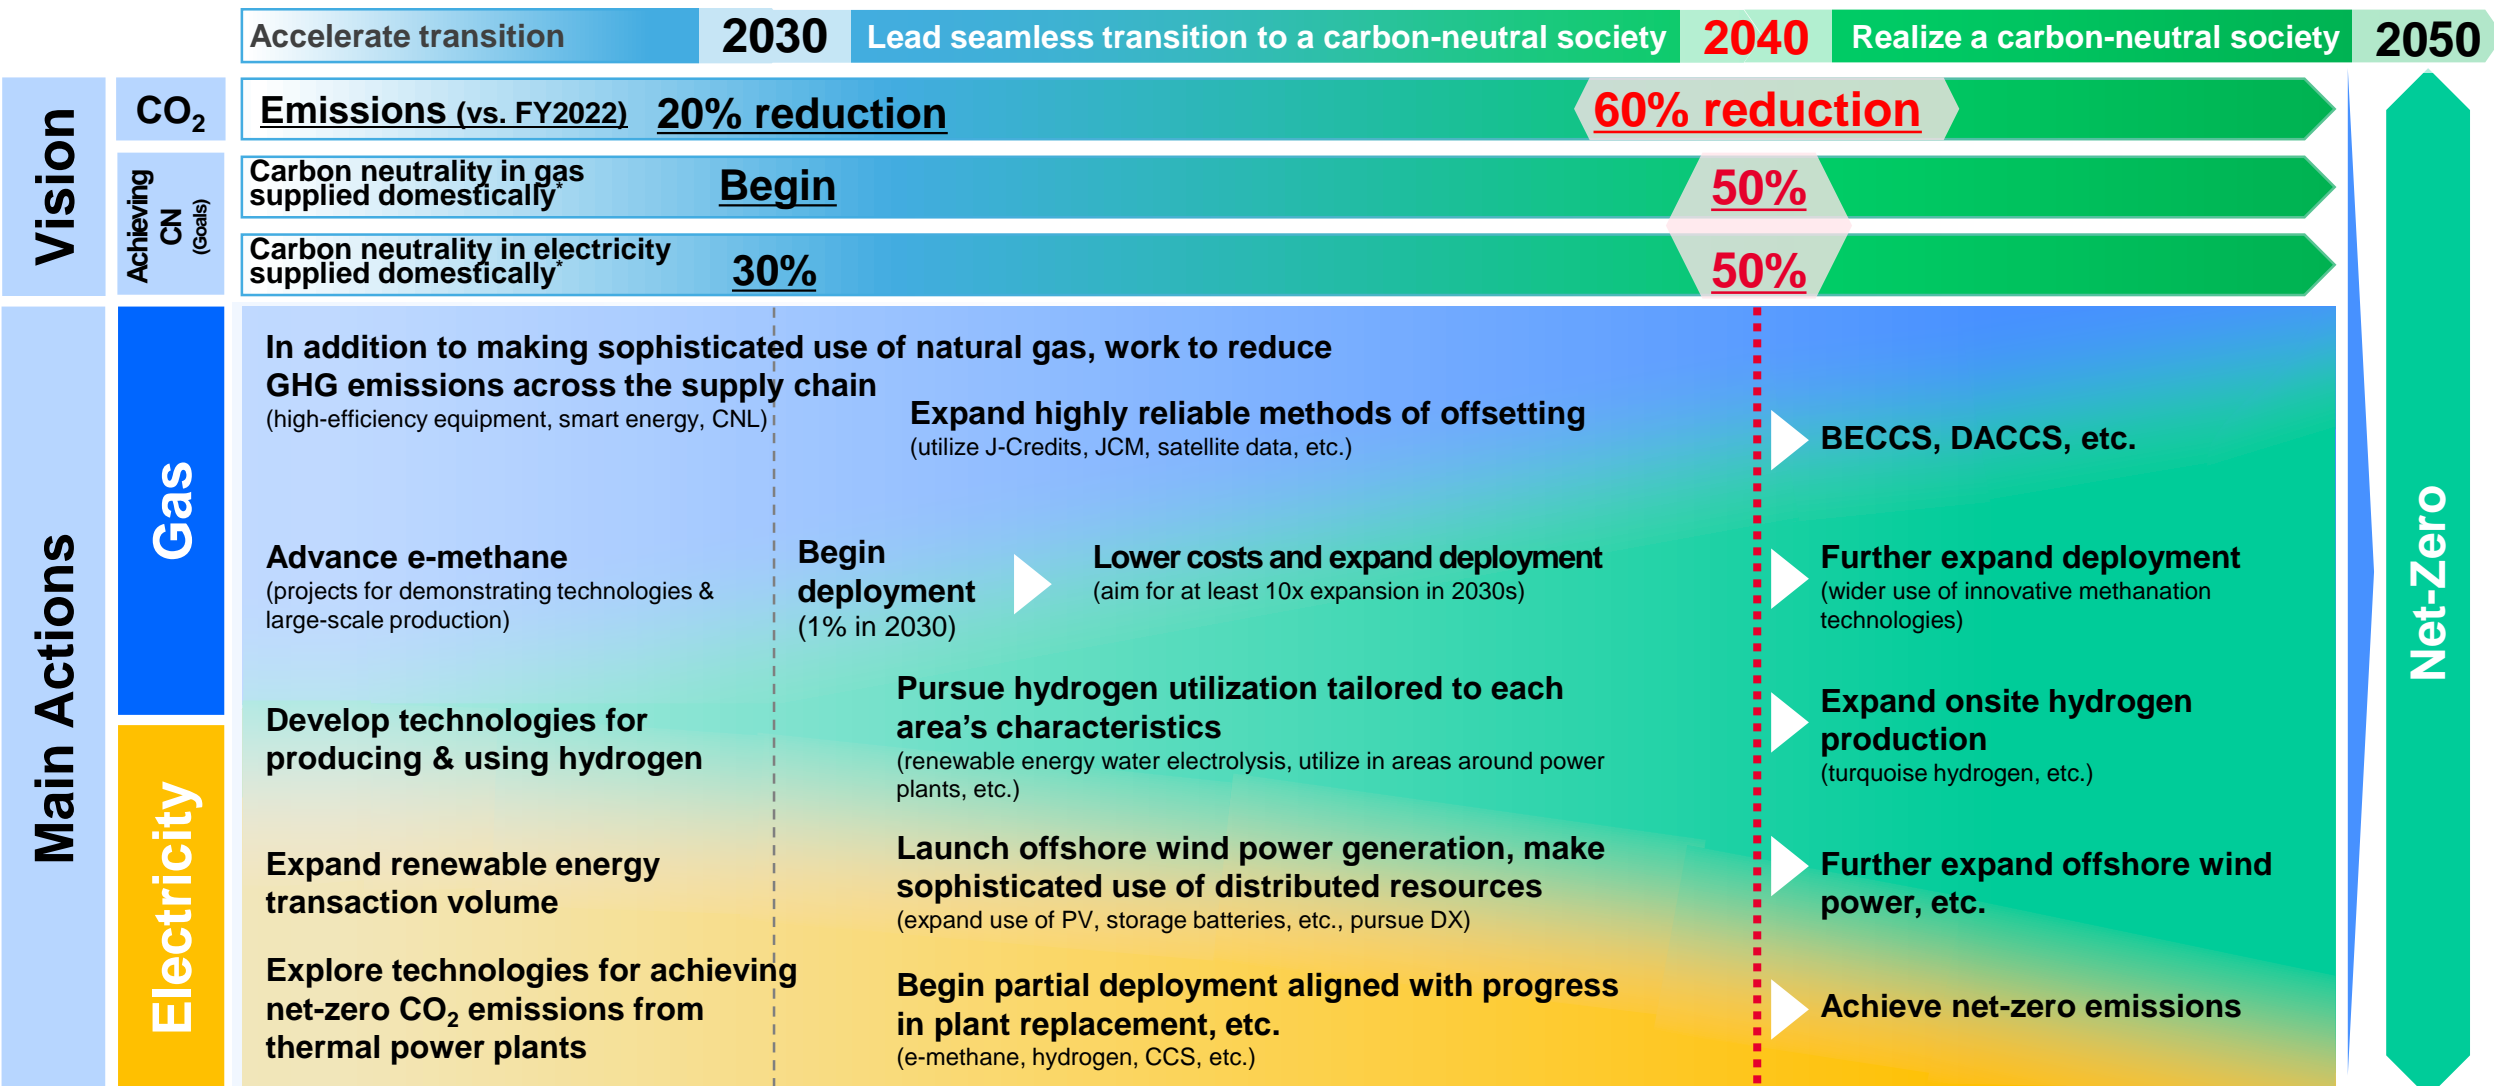 Accelerate transition
2030
Lead seamless transition to a carbon-neutral society
2040
Realize a carbon-neutral society
2050
Vision
CO₂
Emissions (vs. FY2022)
20% reduction
60% reduction
Achieving
CN
(Goals)
Carbon neutrality in gas
supplied domestically*
Begin
50%
Carbon neutrality in electricity
supplied domestically*
30%
50%
Main Actions
Gas
In addition to making sophisticated use of natural gas, work to reduce
GHG emissions across the supply chain
(high-efficiency equipment, smart energy, CNL)
Expand highly reliable methods of offsetting
(utilize J-Credits, JCM, satellite data, etc.)
BECCS, DACCS, etc.
Advance e-methane
(projects for demonstrating technologies &
large-scale production)
Begin
deployment
(1% in 2030)
Lower costs and expand deployment
(aim for at least 10x expansion in 2030s)
Further expand deployment
(wider use of innovative methanation
technologies)
Develop technologies for
producing & using hydrogen
Pursue hydrogen utilization tailored to each
area’s characteristics
(renewable energy water electrolysis, utilize in areas around power
plants, etc.)
Expand onsite hydrogen
production
(turquoise hydrogen, etc.)
Electricity
Expand renewable energy
transaction volume
Launch offshore wind power generation, make
sophisticated use of distributed resources
(expand use of PV, storage batteries, etc., pursue DX)
Further expand offshore wind
power, etc.
Explore technologies for achieving
net-zero CO₂ emissions from
thermal power plants
Begin partial deployment aligned with progress
in plant replacement, etc.
(e-methane, hydrogen, CCS, etc.)
Achieve net-zero emissions
Net-Zero